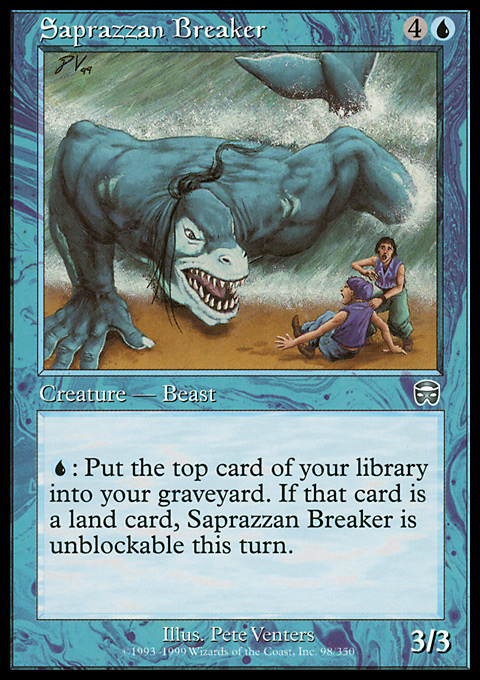 Saprazzan Breaker 4
PV 99
Creature — Beast
: Put the top card of your library
into your graveyard. If that card is
a land card, Saprazzan Breaker is
unblockable this turn.
Illus. Pete Venters
©1993-1999 Wizards of the Coast, Inc. 98/350
3/3